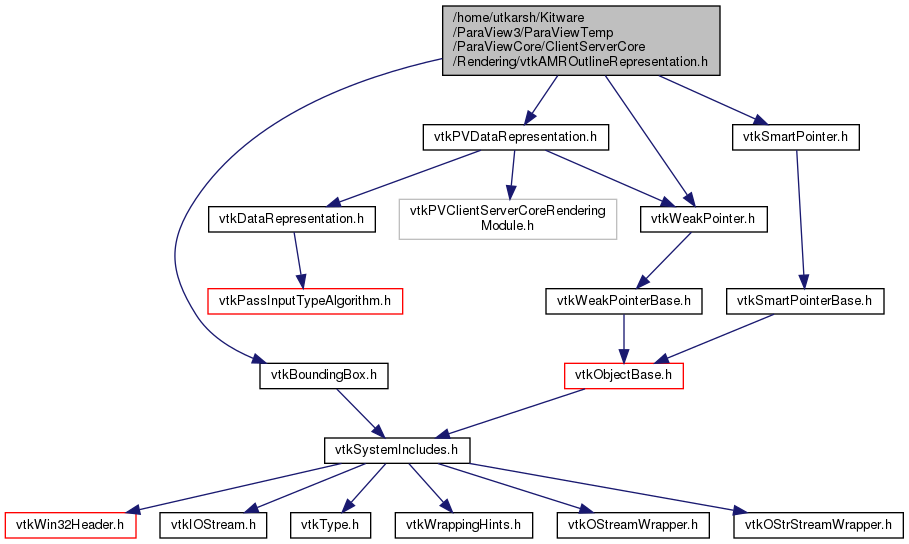 /home/utkarsh/Kitware
/ParaView3/ParaViewTemp
/ParaViewCore/ClientServerCore
/Rendering/vtkAMROutlineRepresentation.h
vtkPVDataRepresentation.h
vtkSmartPointer.h
vtkDataRepresentation.h
vtkPVClientServerCoreRendering
Module.h
vtkWeakPointer.h
vtkPassInputTypeAlgorithm.h
vtkWeakPointerBase.h
vtkSmartPointerBase.h
vtkBoundingBox.h
vtkObjectBase.h
vtkSystemIncludes.h
vtkWin32Header.h
vtkIOStream.h
vtkType.h
vtkWrappingHints.h
vtkOStreamWrapper.h
vtkOStrStreamWrapper.h